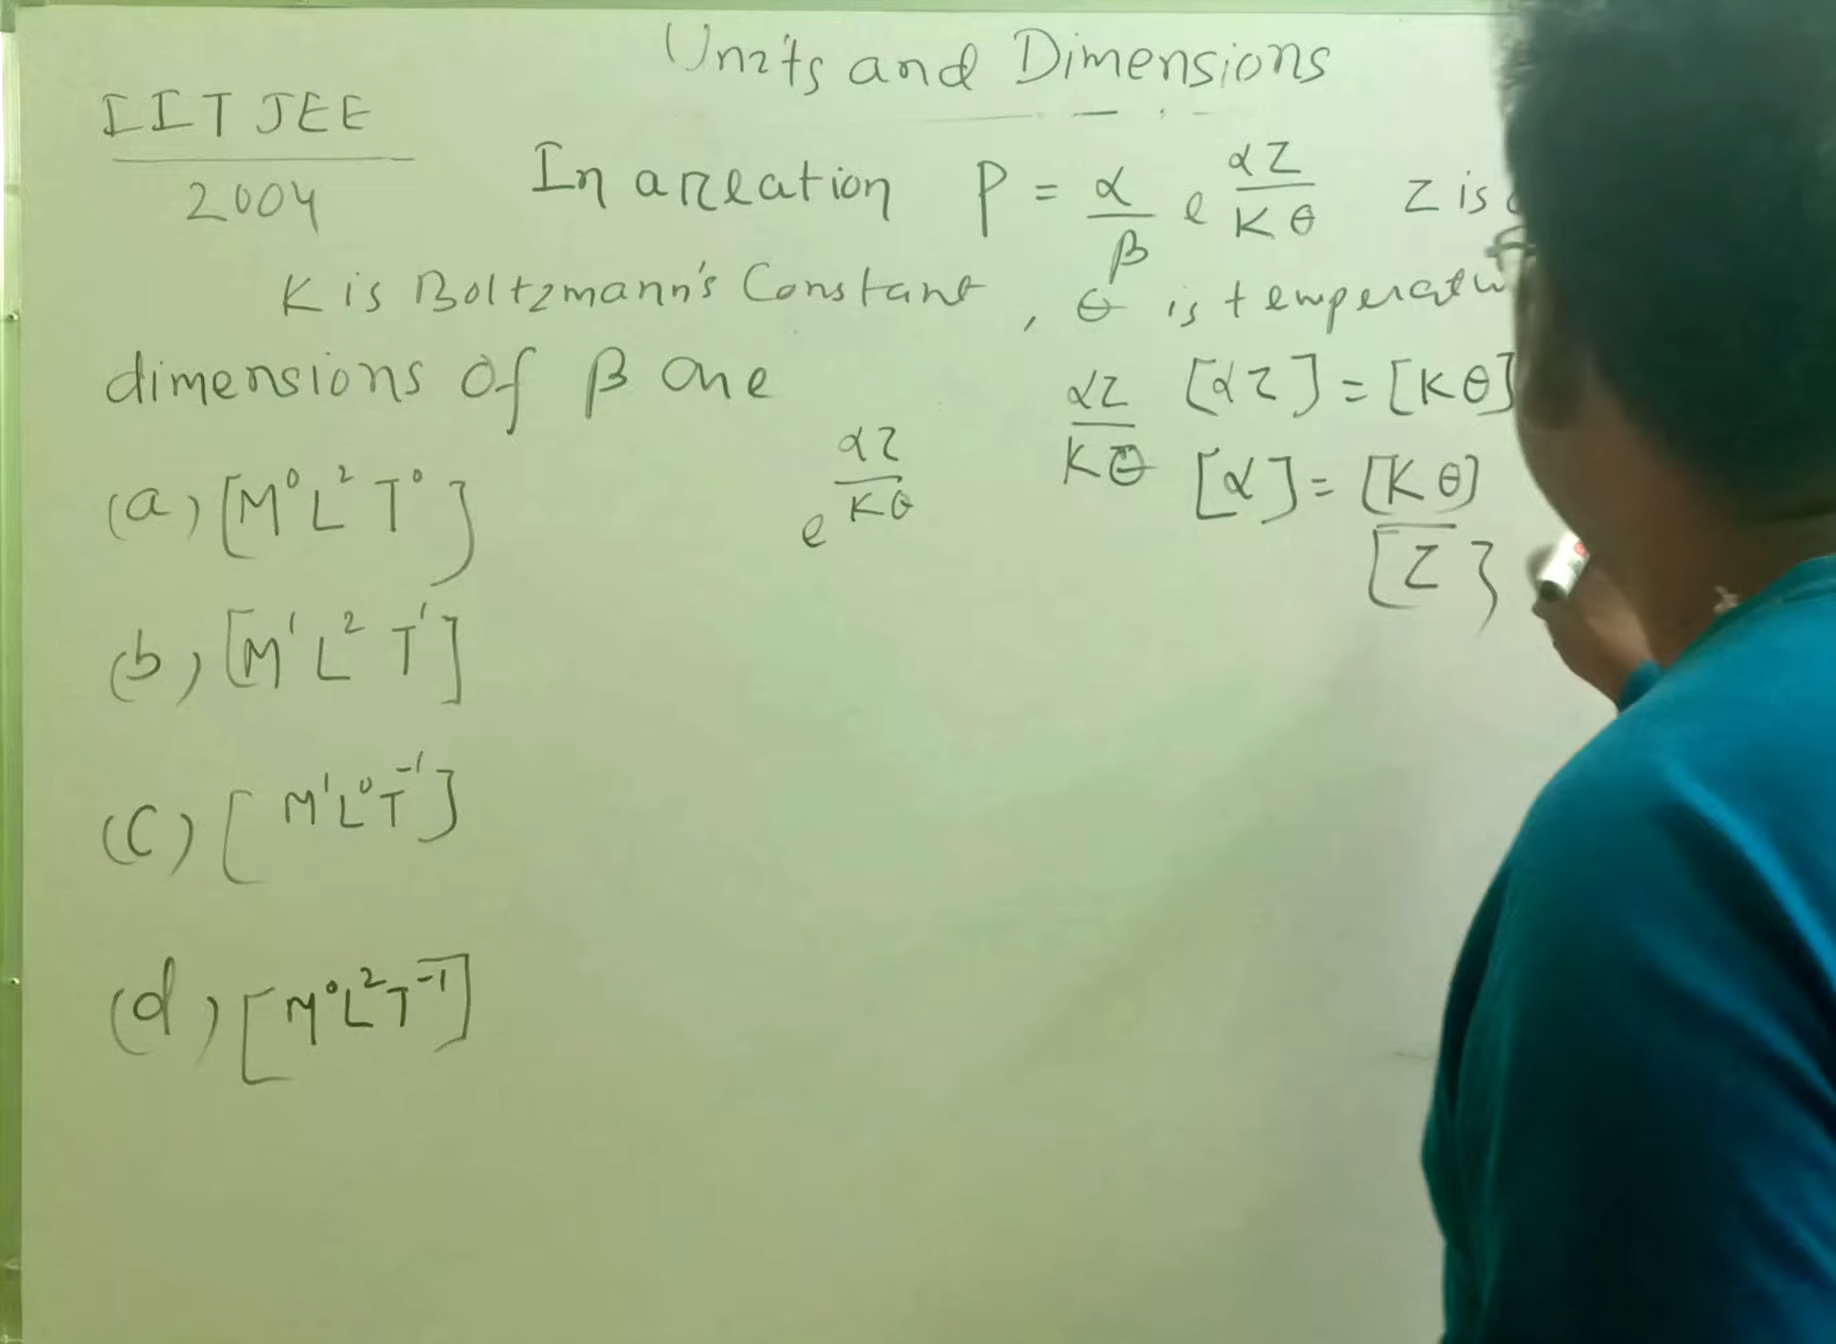 Units and Dimensions
IIT JEE
2004
In a relation P = α/β e^(αZ/Kθ) Z is
K is Boltzmann's Constant, θ is
dimensions of β are
αZ/Kθ [αZ] = [Kθ]
e^(αZ/Kθ)
[α] = [Kθ]/[Z]
(a) [M⁰L²T⁰]
(b) [M¹L²T¹]
(c) [M¹L⁰T⁻¹]
(d) [M⁰L²T⁻¹]